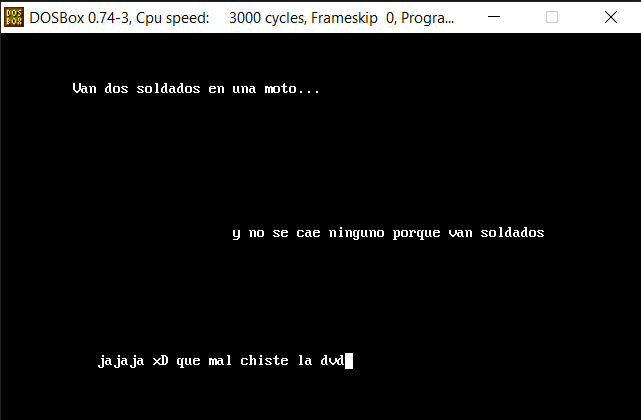 DOSBox 0.74-3, Cpu speed: 3000 cycles, Frameskip 0, Progra...
Van dos soldados en una moto...
y no se cae ninguno porque van soldados
jajaja xD que mal chiste la dvd